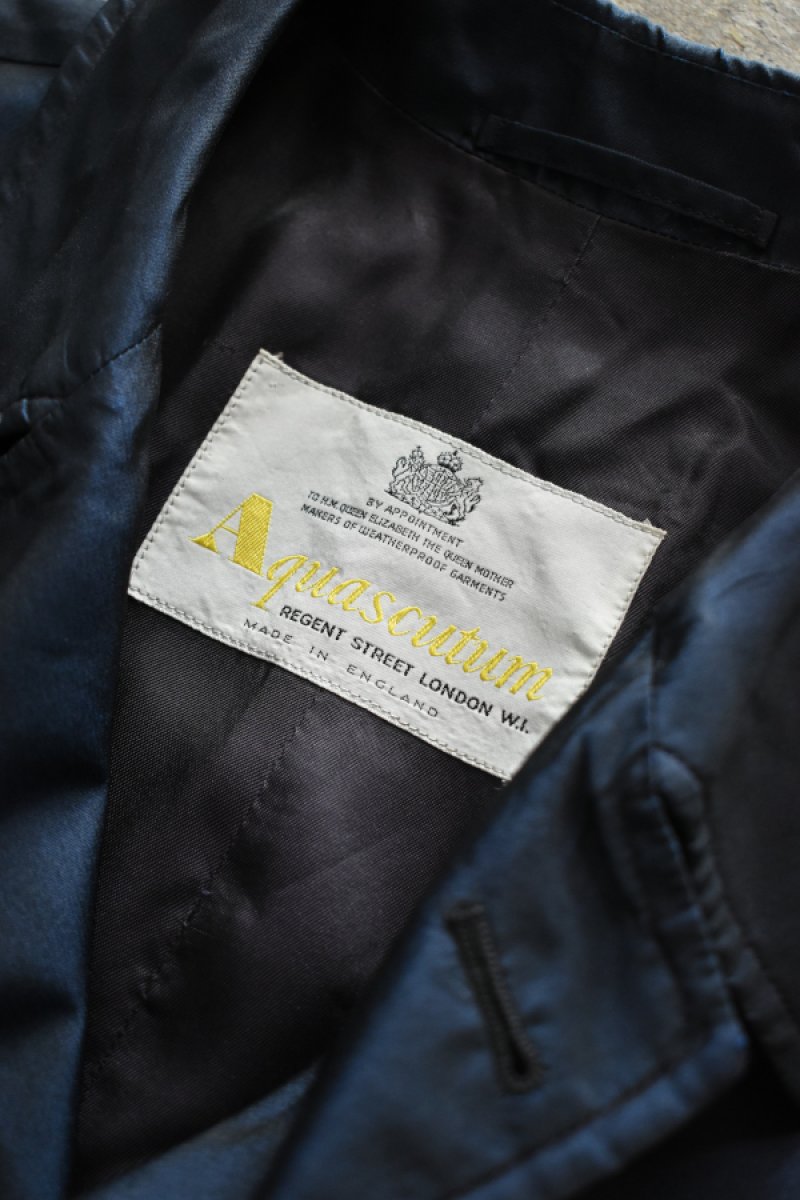 BY APPOINTMENT
TO H.M. QUEEN ELIZABETH THE QUEEN MOTHER
MAKERS OF WEATHERPROOF GARMENTS
Aquascutum
REGENT STREET LONDON W.I.
MADE IN ENGLAND